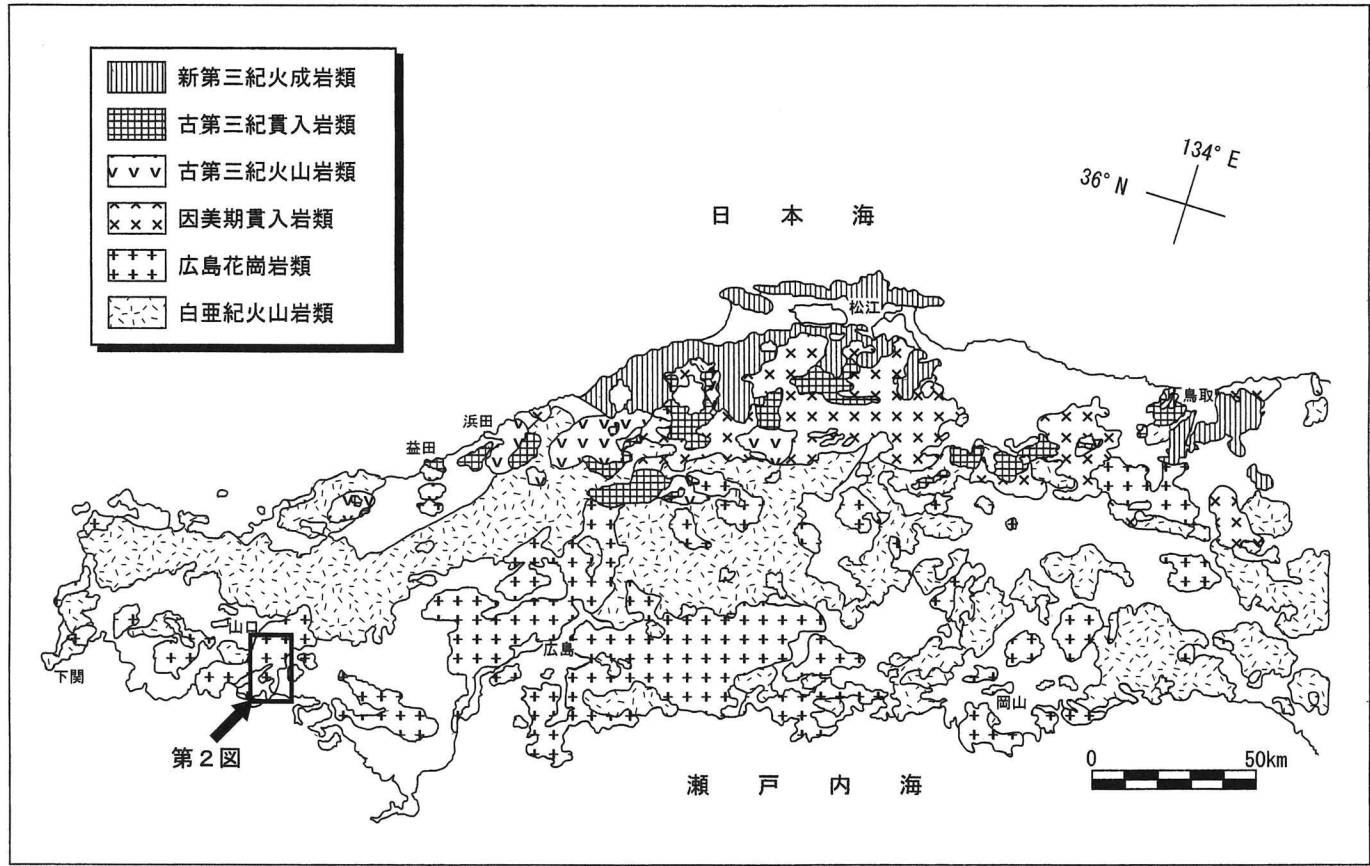 新第三紀火成岩類
古第三紀貫入岩類
古第三紀火山岩類
因美期貫入岩類
広島花崗岩類
白亜紀火山岩類
134° E
36° N
日本海
松江
鳥取
浜田
益田
山口
広島
下関
岡山
第2図
瀬戸内海
0 50km